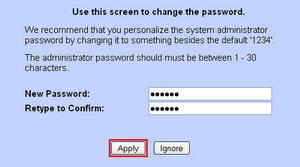 Use this screen to change the password.
We recommend that you personalize the system administrator
password by changing it to something besides the default '1234'.
The administrator password should must be between 1 - 30
characters.
New Password: ••••••
Retype to Confirm: ••••••
Apply Ignore